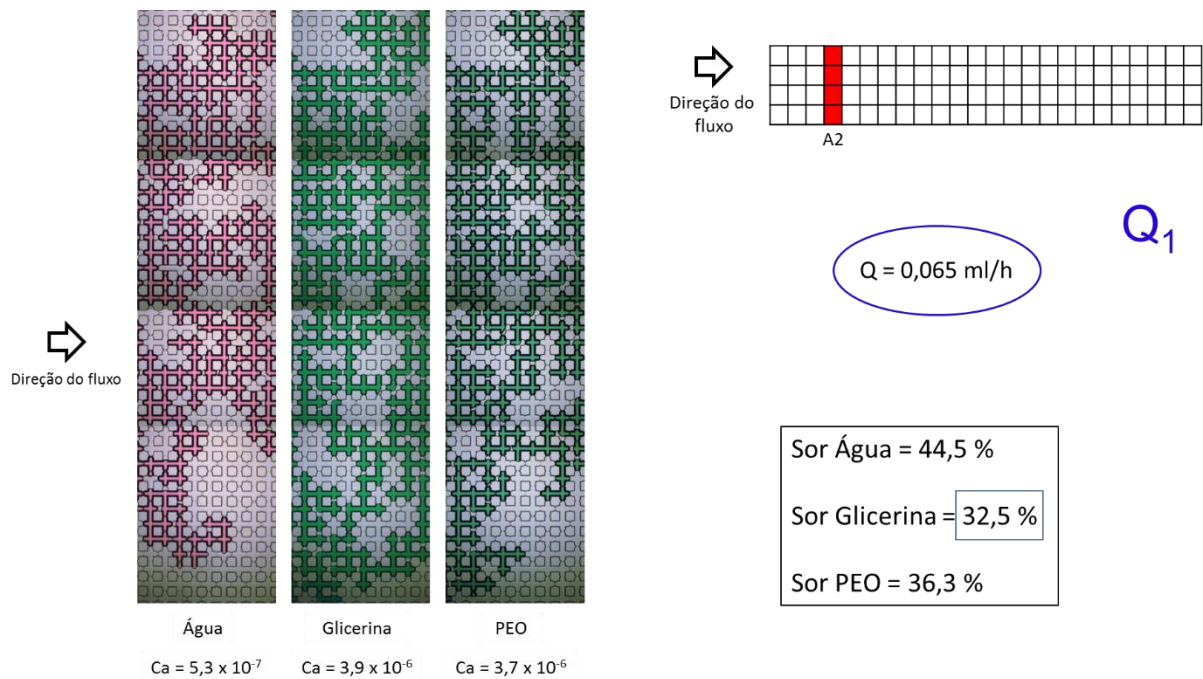 Direção do
fluxo
A2
Q₁
Q = 0,065 ml/h
Direção do fluxo
Sor Água = 44,5 %
Sor Glicerina = 32,5 %
Sor PEO = 36,3 %
Água
Glicerina
PEO
Ca = 5,3 x 10⁻⁷
Ca = 3,9 x 10⁻⁶
Ca = 3,7 x 10⁻⁶